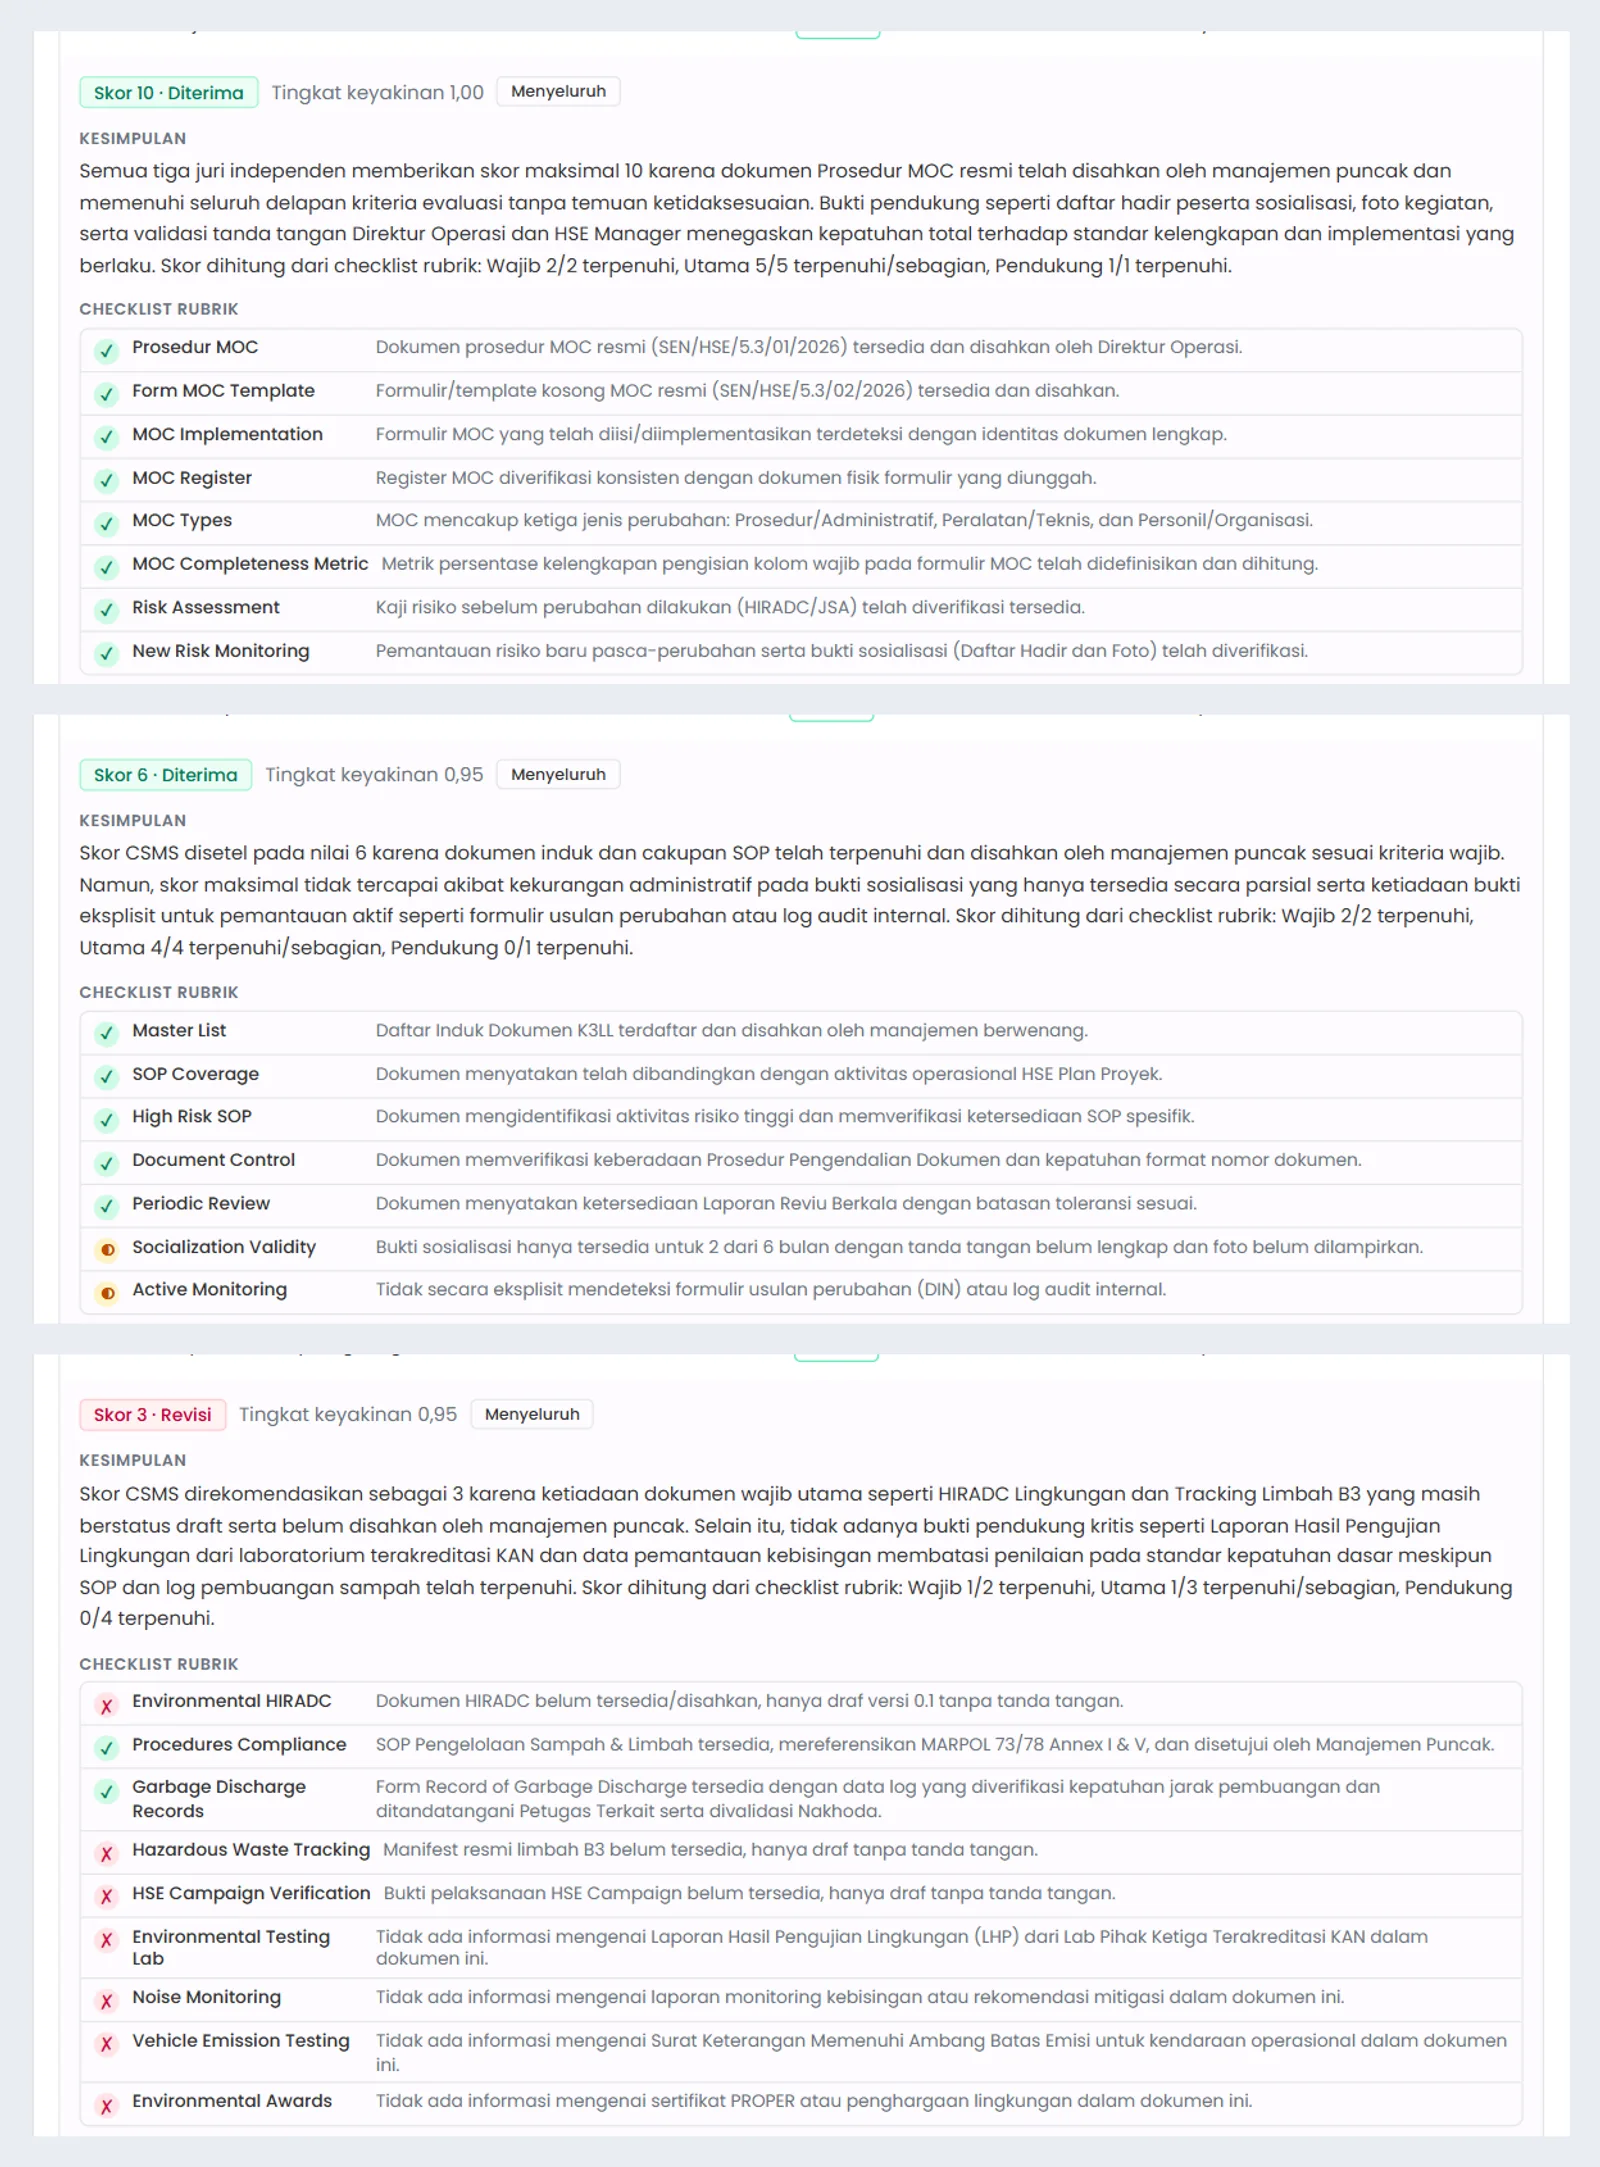 Skor 10 · Diterima Tingkat keyakinan 1,00 Menyeluruh
KESIMPULAN
Semua tiga juri independen memberikan skor maksimal 10 karena dokumen Prosedur MOC resmi telah disahkan oleh manajemen puncak dan
memenuhi seluruh delapan kriteria evaluasi tanpa temuan ketidaksesuaian. Bukti pendukung seperti daftar hadir peserta sosialisasi, foto kegiatan,
serta validasi tanda tangan Direktur Operasi dan HSE Manager menegaskan kepatuhan total terhadap standar kelengkapan dan implementasi yang
berlaku. Skor dihitung dari checklist rubrik: Wajib 2/2 terpenuhi, Utama 5/5 terpenuhi/sebagian, Pendukung 1/1 terpenuhi.
CHECKLIST RUBRIK
✓ Prosedur MOC Dokumen prosedur MOC resmi (SEN/HSE/5.3/01/2026) tersedia dan disahkan oleh Direktur Operasi.
✓ Form MOC Template Formulir/template kosong MOC resmi (SEN/HSE/5.3/02/2026) tersedia dan disahkan.
✓ MOC Implementation Formulir MOC yang telah diisi/diimplementasikan terdeteksi dengan identitas dokumen lengkap.
✓ MOC Register Register MOC diverifikasi konsisten dengan dokumen fisik formulir yang diunggah.
✓ MOC Types MOC mencakup ketiga jenis perubahan: Prosedur/Administratif, Peralatan/Teknis, dan Personil/Organisasi.
✓ MOC Completeness Metric Metrik persentase kelengkapan pengisian kolom wajib pada formulir MOC telah didefinisikan dan dihitung.
✓ Risk Assessment Kaji risiko sebelum perubahan dilakukan (HIRADC/JSA) telah diverifikasi tersedia.
✓ New Risk Monitoring Pemantauan risiko baru pasca-perubahan serta bukti sosialisasi (Daftar Hadir dan Foto) telah diverifikasi.
Skor 6 · Diterima Tingkat keyakinan 0,95 Menyeluruh
KESIMPULAN
Skor CSMS disetel pada nilai 6 karena dokumen induk dan cakupan SOP telah terpenuhi dan disahkan oleh manajemen puncak sesuai kriteria wajib.
Namun, skor maksimal tidak tercapai akibat kekurangan administratif pada bukti sosialisasi yang hanya tersedia secara parsial serta ketiadaan bukti
eksplisit untuk pemantauan aktif seperti formulir usulan perubahan atau log audit internal. Skor dihitung dari checklist rubrik: Wajib 2/2 terpenuhi,
Utama 4/4 terpenuhi/sebagian, Pendukung 0/1 terpenuhi.
CHECKLIST RUBRIK
✓ Master List Daftar Induk Dokumen K3LL terdaftar dan disahkan oleh manajemen berwenang.
✓ SOP Coverage Dokumen menyatakan telah dibandingkan dengan aktivitas operasional HSE Plan Proyek.
✓ High Risk SOP Dokumen mengidentifikasi aktivitas risiko tinggi dan memverifikasi ketersediaan SOP spesifik.
✓ Document Control Dokumen memverifikasi keberadaan Prosedur Pengendalian Dokumen dan kepatuhan format nomor dokumen.
✓ Periodic Review Dokumen menyatakan ketersediaan Laporan Reviu Berkala dengan batasan toleransi sesuai.
◐ Socialization Validity Bukti sosialisasi hanya tersedia untuk 2 dari 6 bulan dengan tanda tangan belum lengkap dan foto belum dilampirkan.
◐ Active Monitoring Tidak secara eksplisit mendeteksi formulir usulan perubahan (DIN) atau log audit internal.
Skor 3 · Revisi Tingkat keyakinan 0,95 Menyeluruh
KESIMPULAN
Skor CSMS direkomendasikan sebagai 3 karena ketiadaan dokumen wajib utama seperti HIRADC Lingkungan dan Tracking Limbah B3 yang masih
berstatus draft serta belum disahkan oleh manajemen puncak. Selain itu, tidak adanya bukti pendukung kritis seperti Laporan Hasil Pengujian
Lingkungan dari laboratorium terakreditasi KAN dan data pemantauan kebisingan membatasi penilaian pada standar kepatuhan dasar meskipun
SOP dan log pembuangan sampah telah terpenuhi. Skor dihitung dari checklist rubrik: Wajib 1/2 terpenuhi, Utama 1/3 terpenuhi/sebagian, Pendukung
0/4 terpenuhi.
CHECKLIST RUBRIK
✗ Environmental HIRADC Dokumen HIRADC belum tersedia/disahkan, hanya draf versi 0.1 tanpa tanda tangan.
✓ Procedures Compliance SOP Pengelolaan Sampah & Limbah tersedia, mereferensikan MARPOL 73/78 Annex I & V, dan disetujui oleh Manajemen Puncak.
✓ Garbage Discharge Form Record of Garbage Discharge tersedia dengan data log yang diverifikasi kepatuhan jarak pembuangan dan
Records ditandatangani Petugas Terkait serta divalidasi Nakhoda.
✗ Hazardous Waste Tracking Manifest resmi limbah B3 belum tersedia, hanya draf tanpa tanda tangan.
✗ HSE Campaign Verification Bukti pelaksanaan HSE Campaign belum tersedia, hanya draf tanpa tanda tangan.
✗ Environmental Testing Tidak ada informasi mengenai Laporan Hasil Pengujian Lingkungan (LHP) dari Lab Pihak Ketiga Terakreditasi KAN dalam
Lab dokumen ini.
✗ Noise Monitoring Tidak ada informasi mengenai laporan monitoring kebisingan atau rekomendasi mitigasi dalam dokumen ini.
✗ Vehicle Emission Testing Tidak ada informasi mengenai Surat Keterangan Memenuhi Ambang Batas Emisi untuk kendaraan operasional dalam dokumen
ini.
✗ Environmental Awards Tidak ada informasi mengenai sertifikat PROPER atau penghargaan lingkungan dalam dokumen ini.